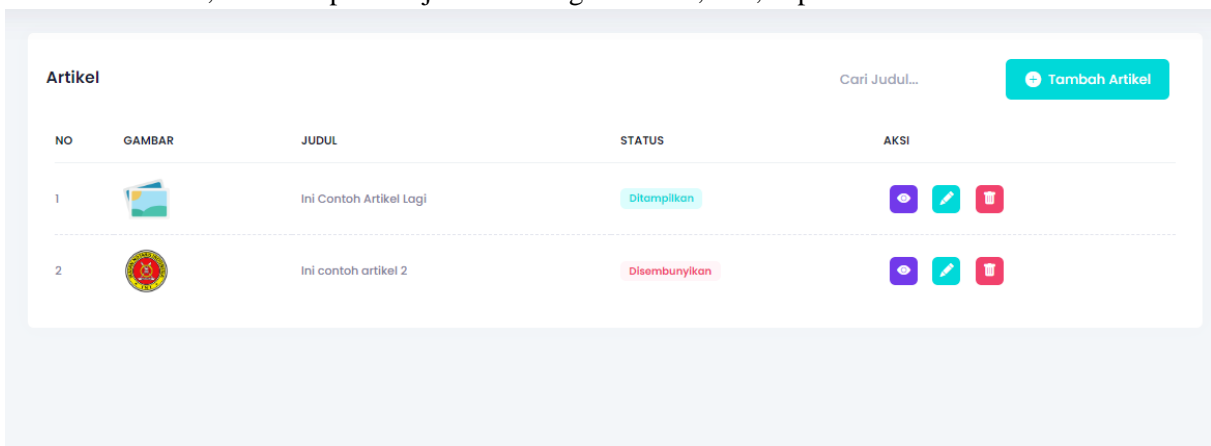 Artikel
Cari Judul...
Tambah Artikel
NO GAMBAR JUDUL STATUS AKSI
1 Ini Contoh Artikel Lagi Ditampilkan
2 Ini contoh artikel 2 Disembunyikan